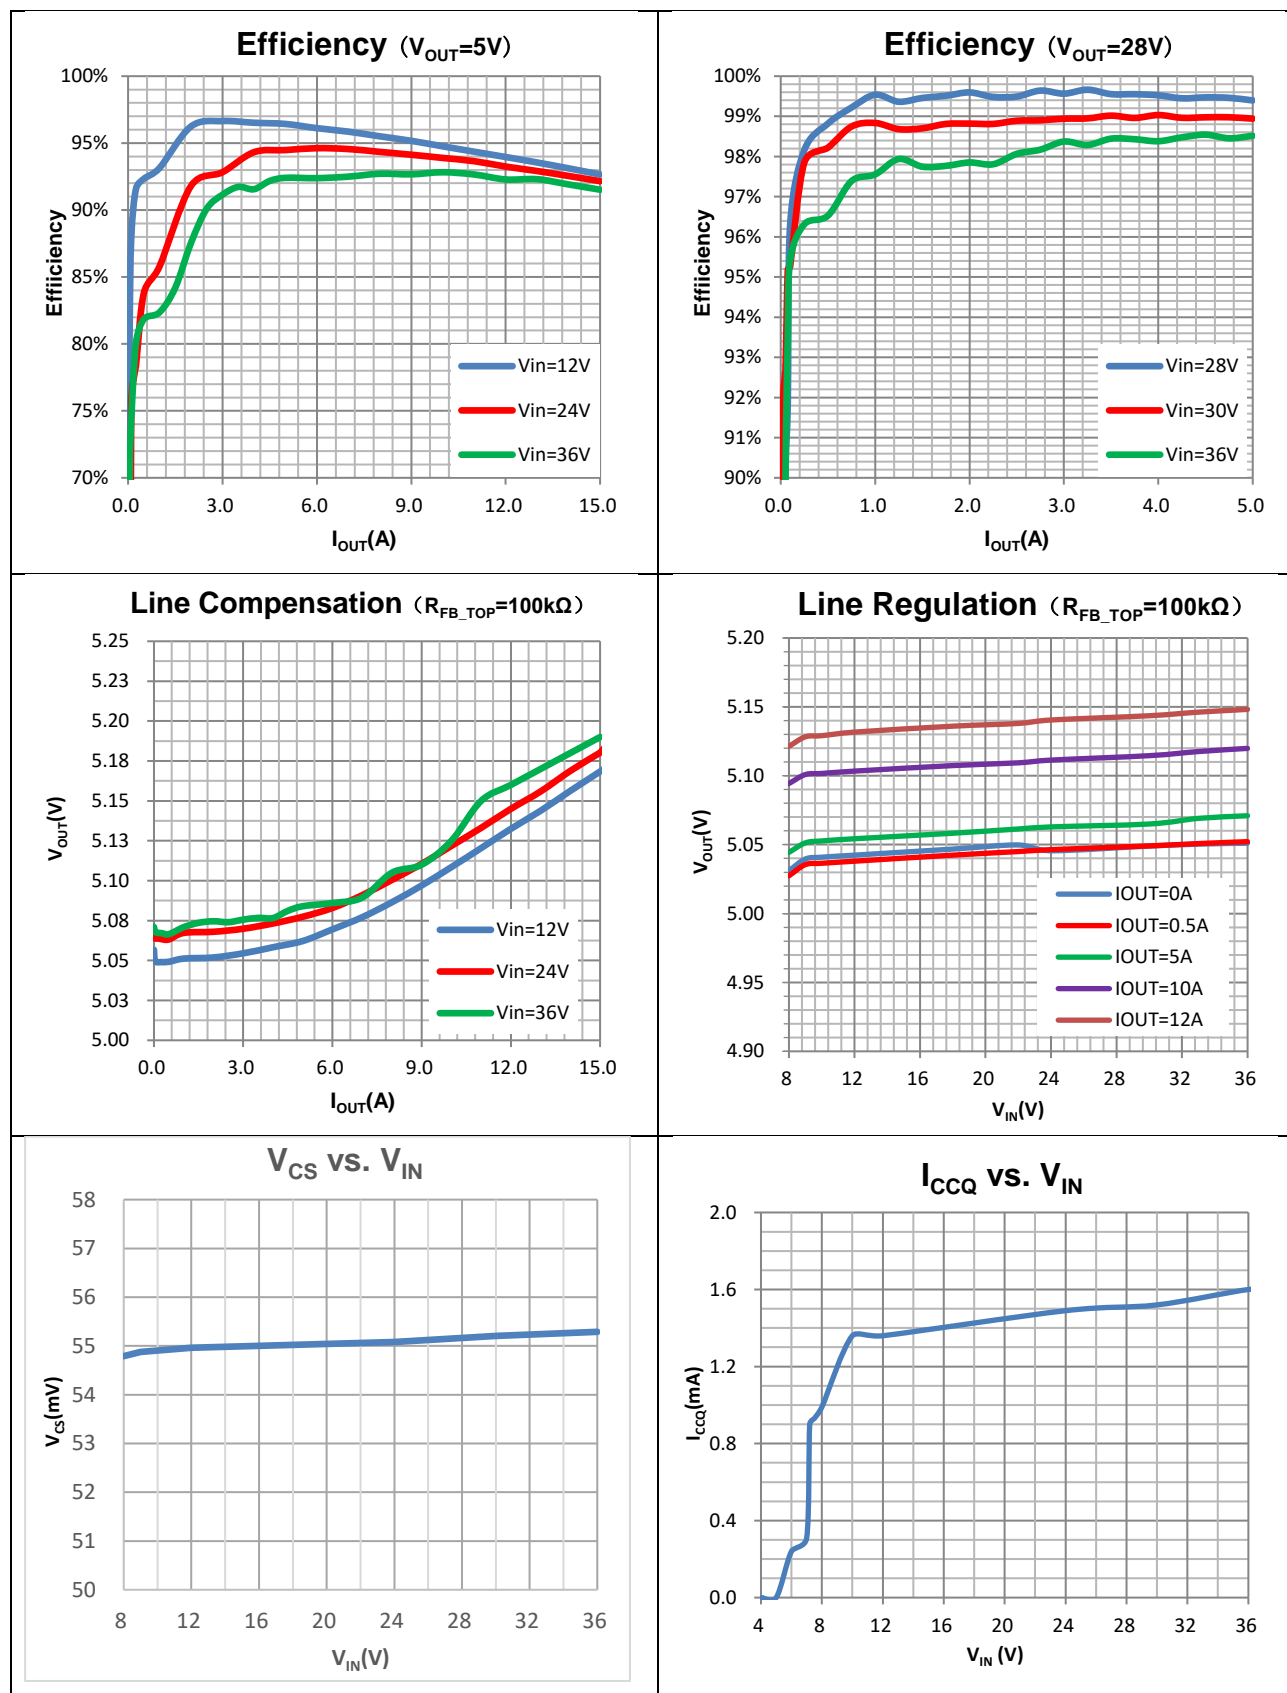 Efficiency （VOUT=5V）
100%
95%
90%
85%
80%
75%
70%
Effiiciency
Vin=12V
Vin=24V
Vin=36V
0.0 3.0 6.0 9.0 12.0 15.0
IOUT(A)
Efficiency （VOUT=28V）
100%
99%
98%
97%
96%
95%
94%
93%
92%
91%
90%
Effiiciency
Vin=28V
Vin=30V
Vin=36V
0.0 1.0 2.0 3.0 4.0 5.0
IOUT(A)
Line Compensation （RFB_TOP=100kΩ）
5.25
5.23
5.20
5.18
5.15
5.13
5.10
5.08
5.05
5.03
5.00
VOUT(V)
Vin=12V
Vin=24V
Vin=36V
0.0 3.0 6.0 9.0 12.0 15.0
IOUT(A)
Line Regulation （RFB_TOP=100kΩ）
5.20
5.15
5.10
5.05
5.00
4.95
4.90
VOUT(V)
IOUT=0A
IOUT=0.5A
IOUT=5A
IOUT=10A
IOUT=12A
8 12 16 20 24 28 32 36
VIN(V)
VCS vs. VIN
58
57
56
55
54
53
52
51
50
VCS(mV)
8 12 16 20 24 28 32 36
VIN(V)
ICCQ vs. VIN
2.0
1.6
1.2
0.8
0.4
0.0
ICCQ(mA)
4 8 12 16 20 24 28 32 36
VIN (V)